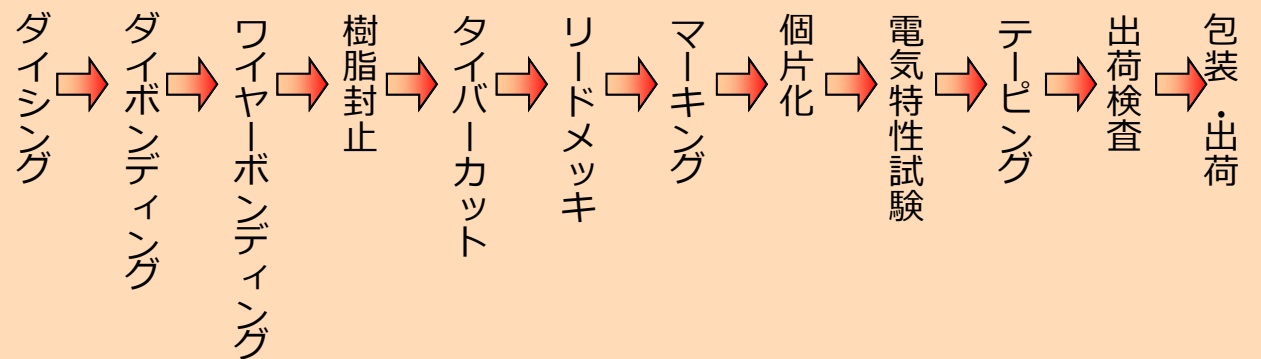 ダイシング
ダイボンディング
ワイヤーボンディング
樹脂封止
タイバーカット
リードメッキ
マーキング
個片化
電気特性試験
テーピング
出荷検査
包装・出荷